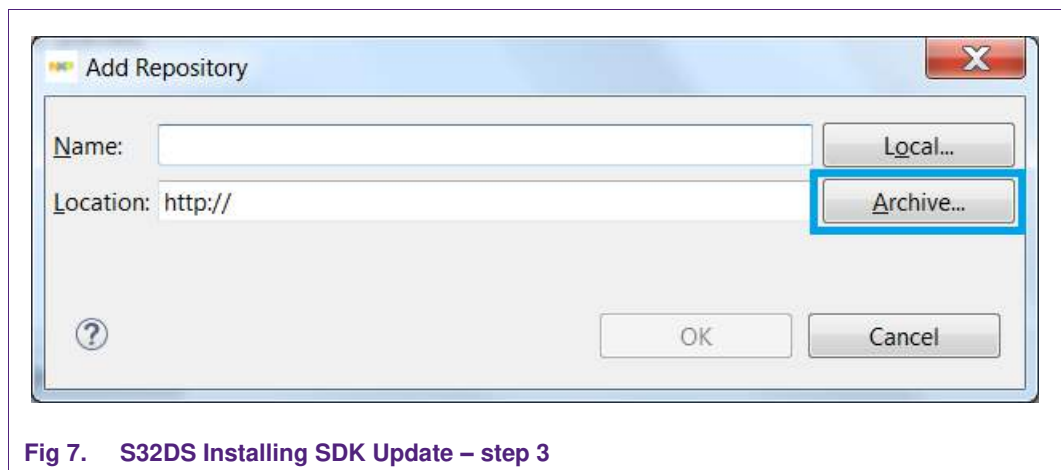 Add Repository
Name:
Local...
Location: http://
Archive...
OK
Cancel
Fig 7. S32DS Installing SDK Update – step 3